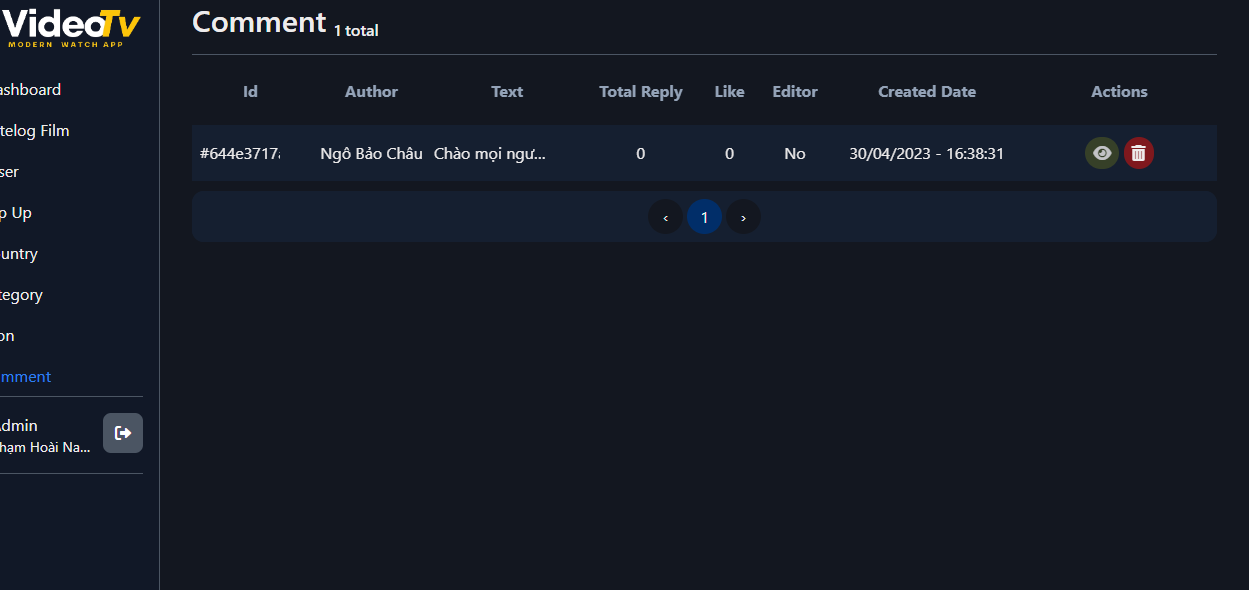 VideoTv
MODERN WATCH APP
ashboard
telog Film
ser
p Up
untry
tegory
on
mment
Admin
hạm Hoài Na...
Comment 1 total
Id Author Text Total Reply Like Editor Created Date Actions
#644e3717 Ngô Bảo Châu Chào mọi ngư... 0 0 No 30/04/2023 - 16:38:31
‹ 1 ›